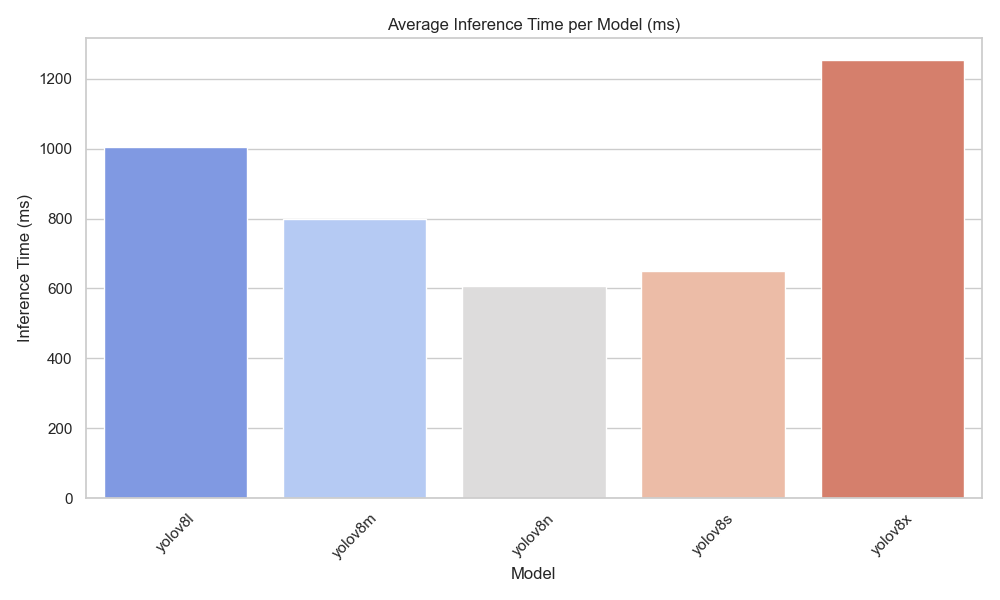 Average Inference Time per Model (ms)
Inference Time (ms)
1200
1000
800
600
400
200
0
yolov8l
yolov8m
yolov8n
yolov8s
yolov8x
Model